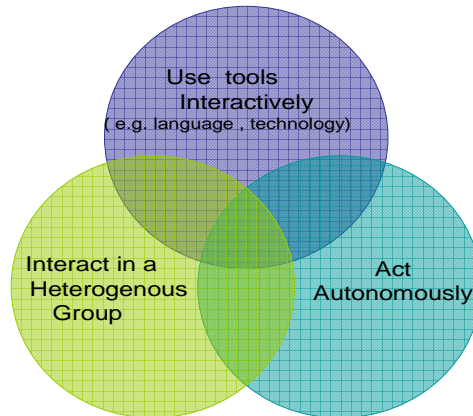 Use tools
Interactively
( e.g. language , technology)
Interact in a
Heterogenous
Group
Act
Autonomously